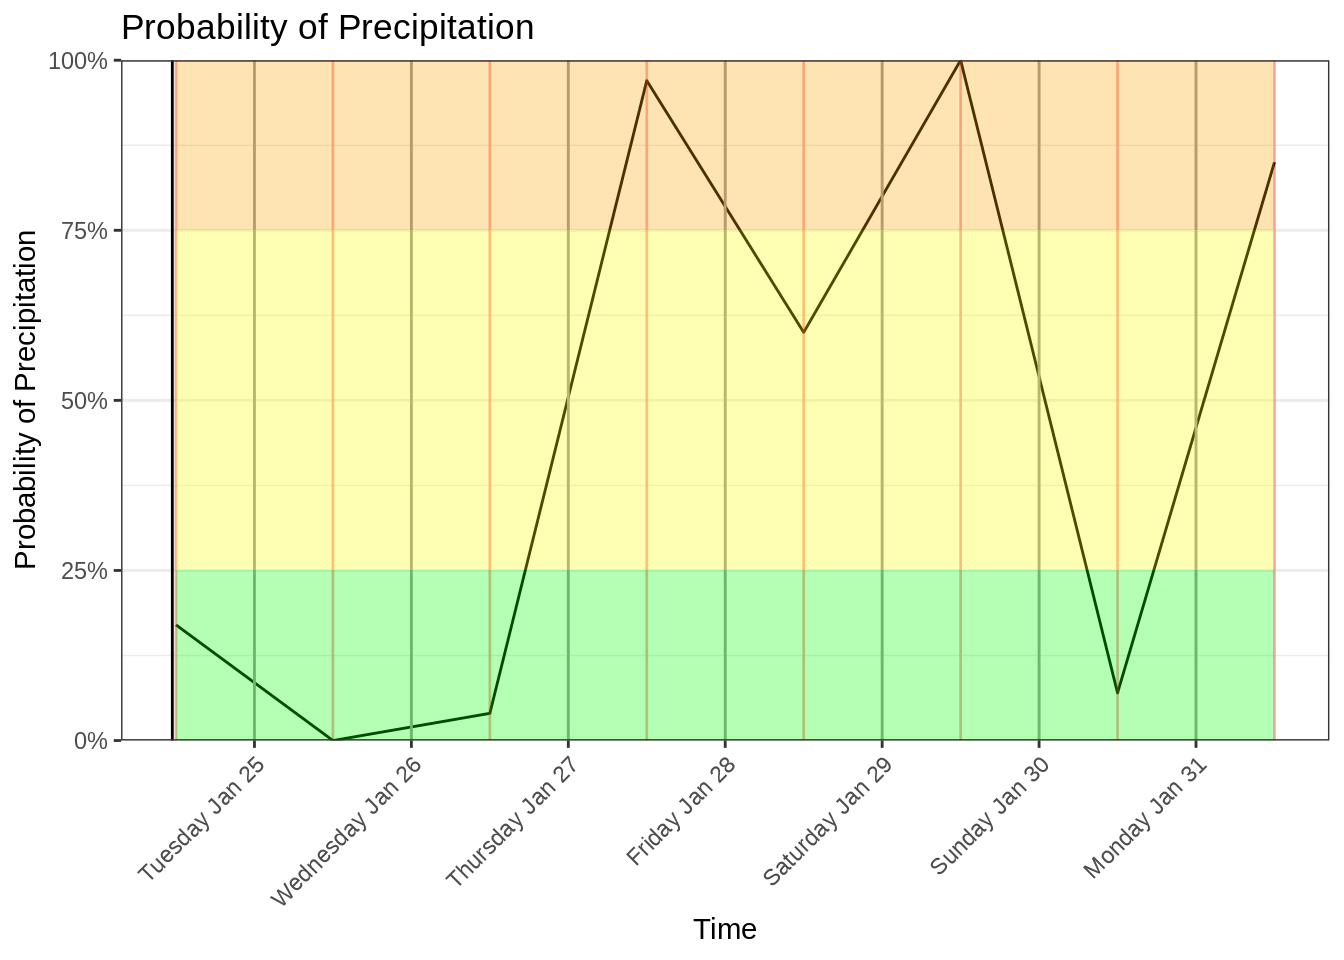 Probability of Precipitation
100%
75%
50%
25%
0%
Probability of Precipitation
Tuesday Jan 25
Wednesday Jan 26
Thursday Jan 27
Friday Jan 28
Saturday Jan 29
Sunday Jan 30
Monday Jan 31
Time